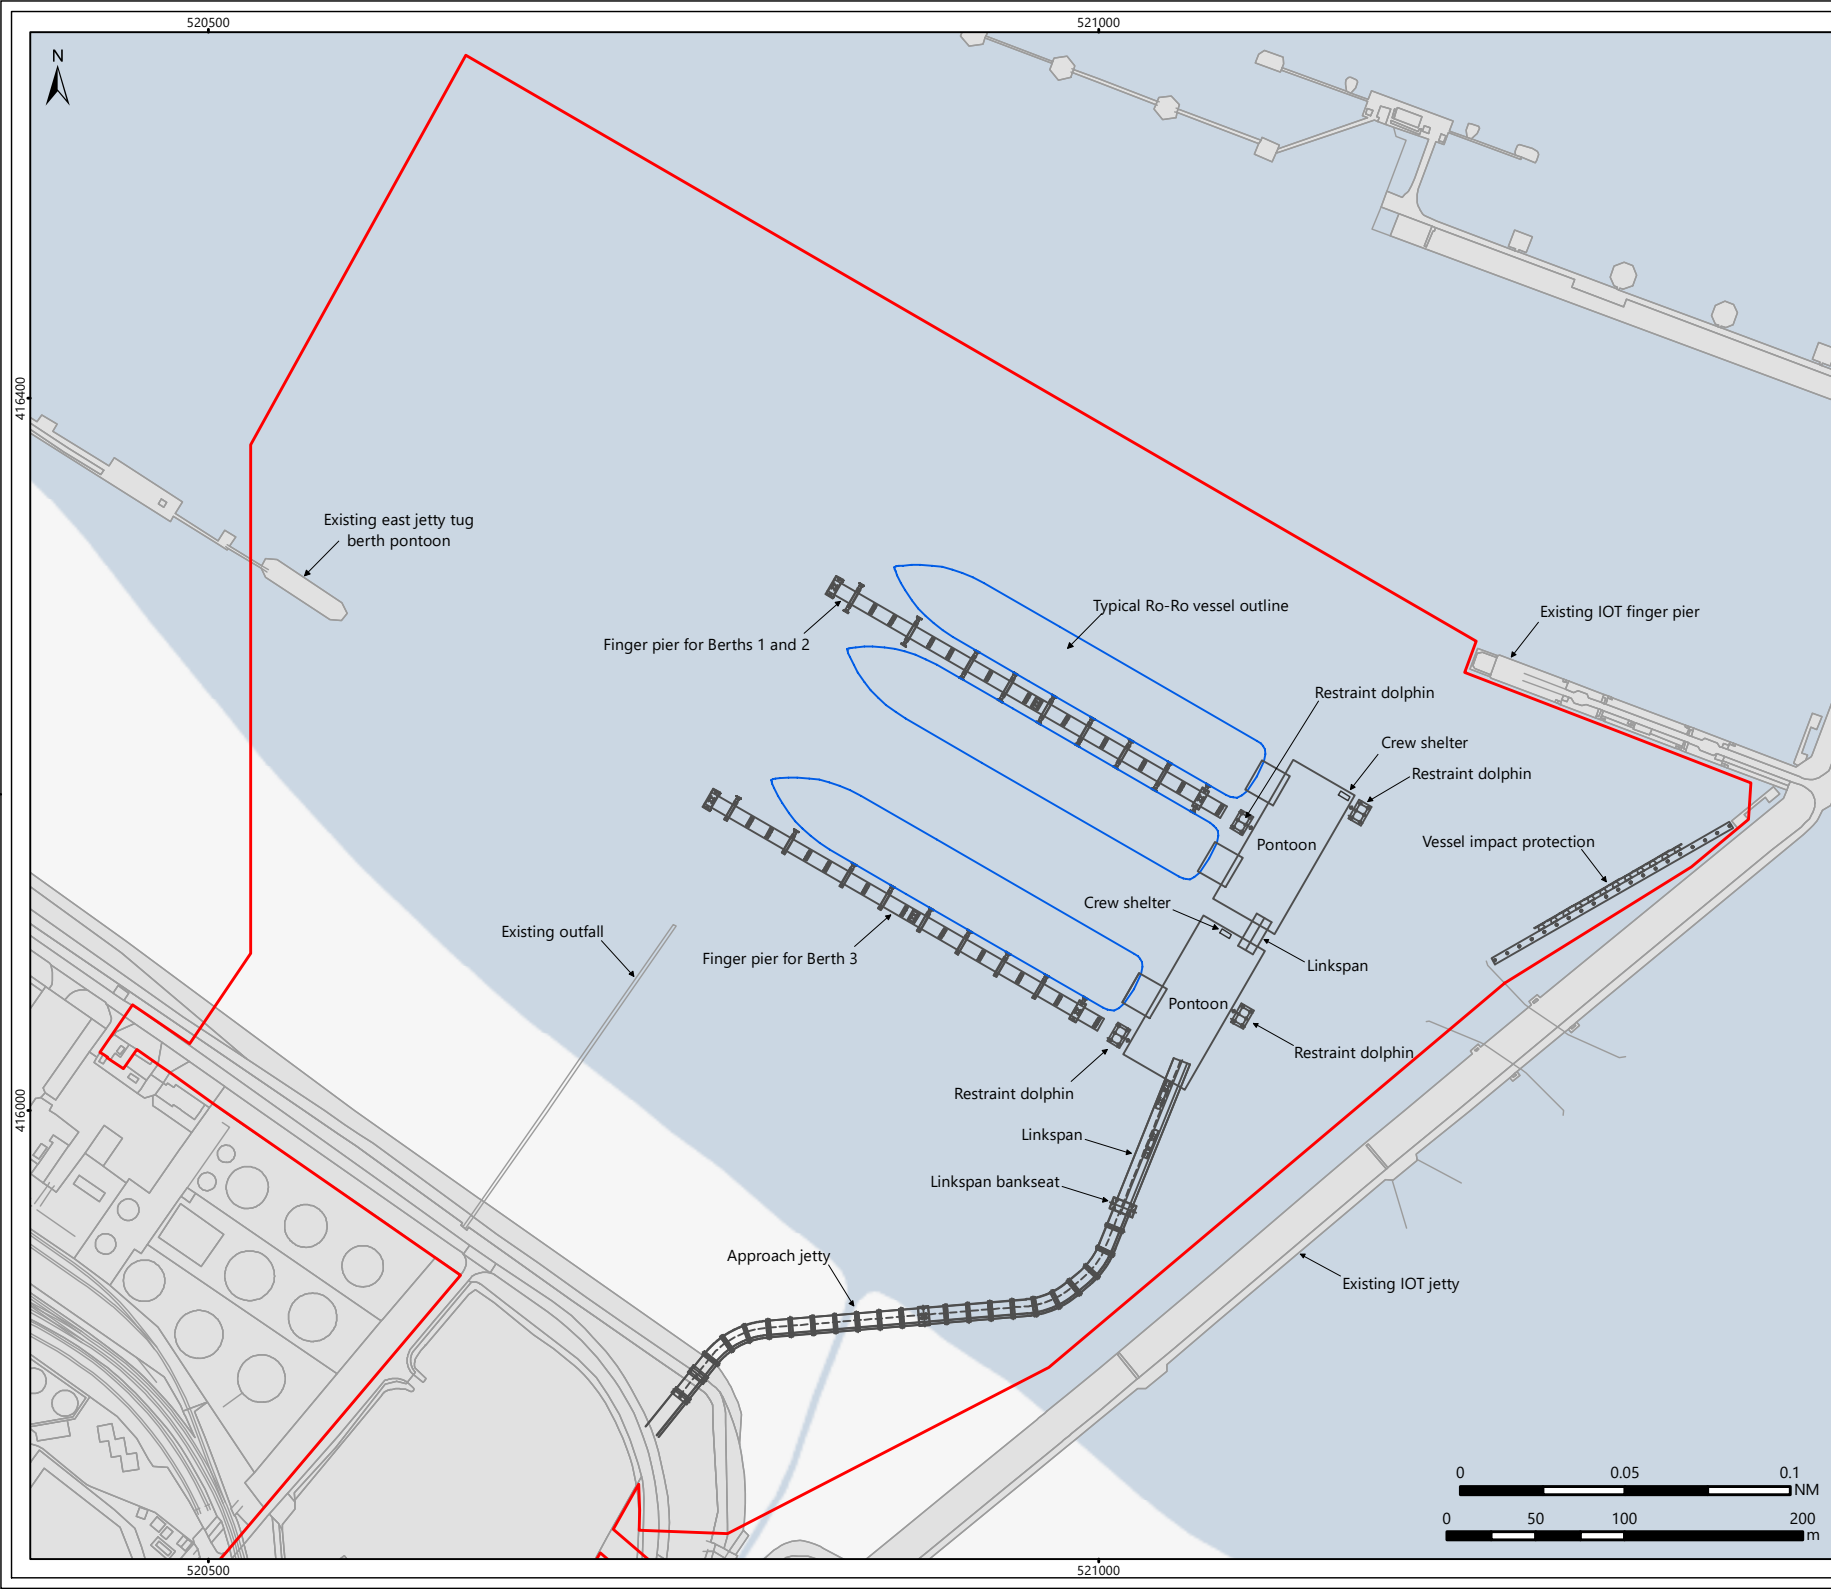 520500
521000
N
416400
Existing east jetty tug
berth pontoon
Typical Ro-Ro vessel outline
Existing IOT finger pier
Finger pier for Berths 1 and 2
Restraint dolphin
Crew shelter
Restraint dolphin
Vessel impact protection
Pontoon
Crew shelter
Existing outfall
Finger pier for Berth 3
Linkspan
Pontoon
Restraint dolphin
Restraint dolphin
416000
Linkspan
Linkspan bankseat
Approach jetty
Existing IOT jetty
0 0.05 0.1
NM
0 50 100 200
m
520500
521000